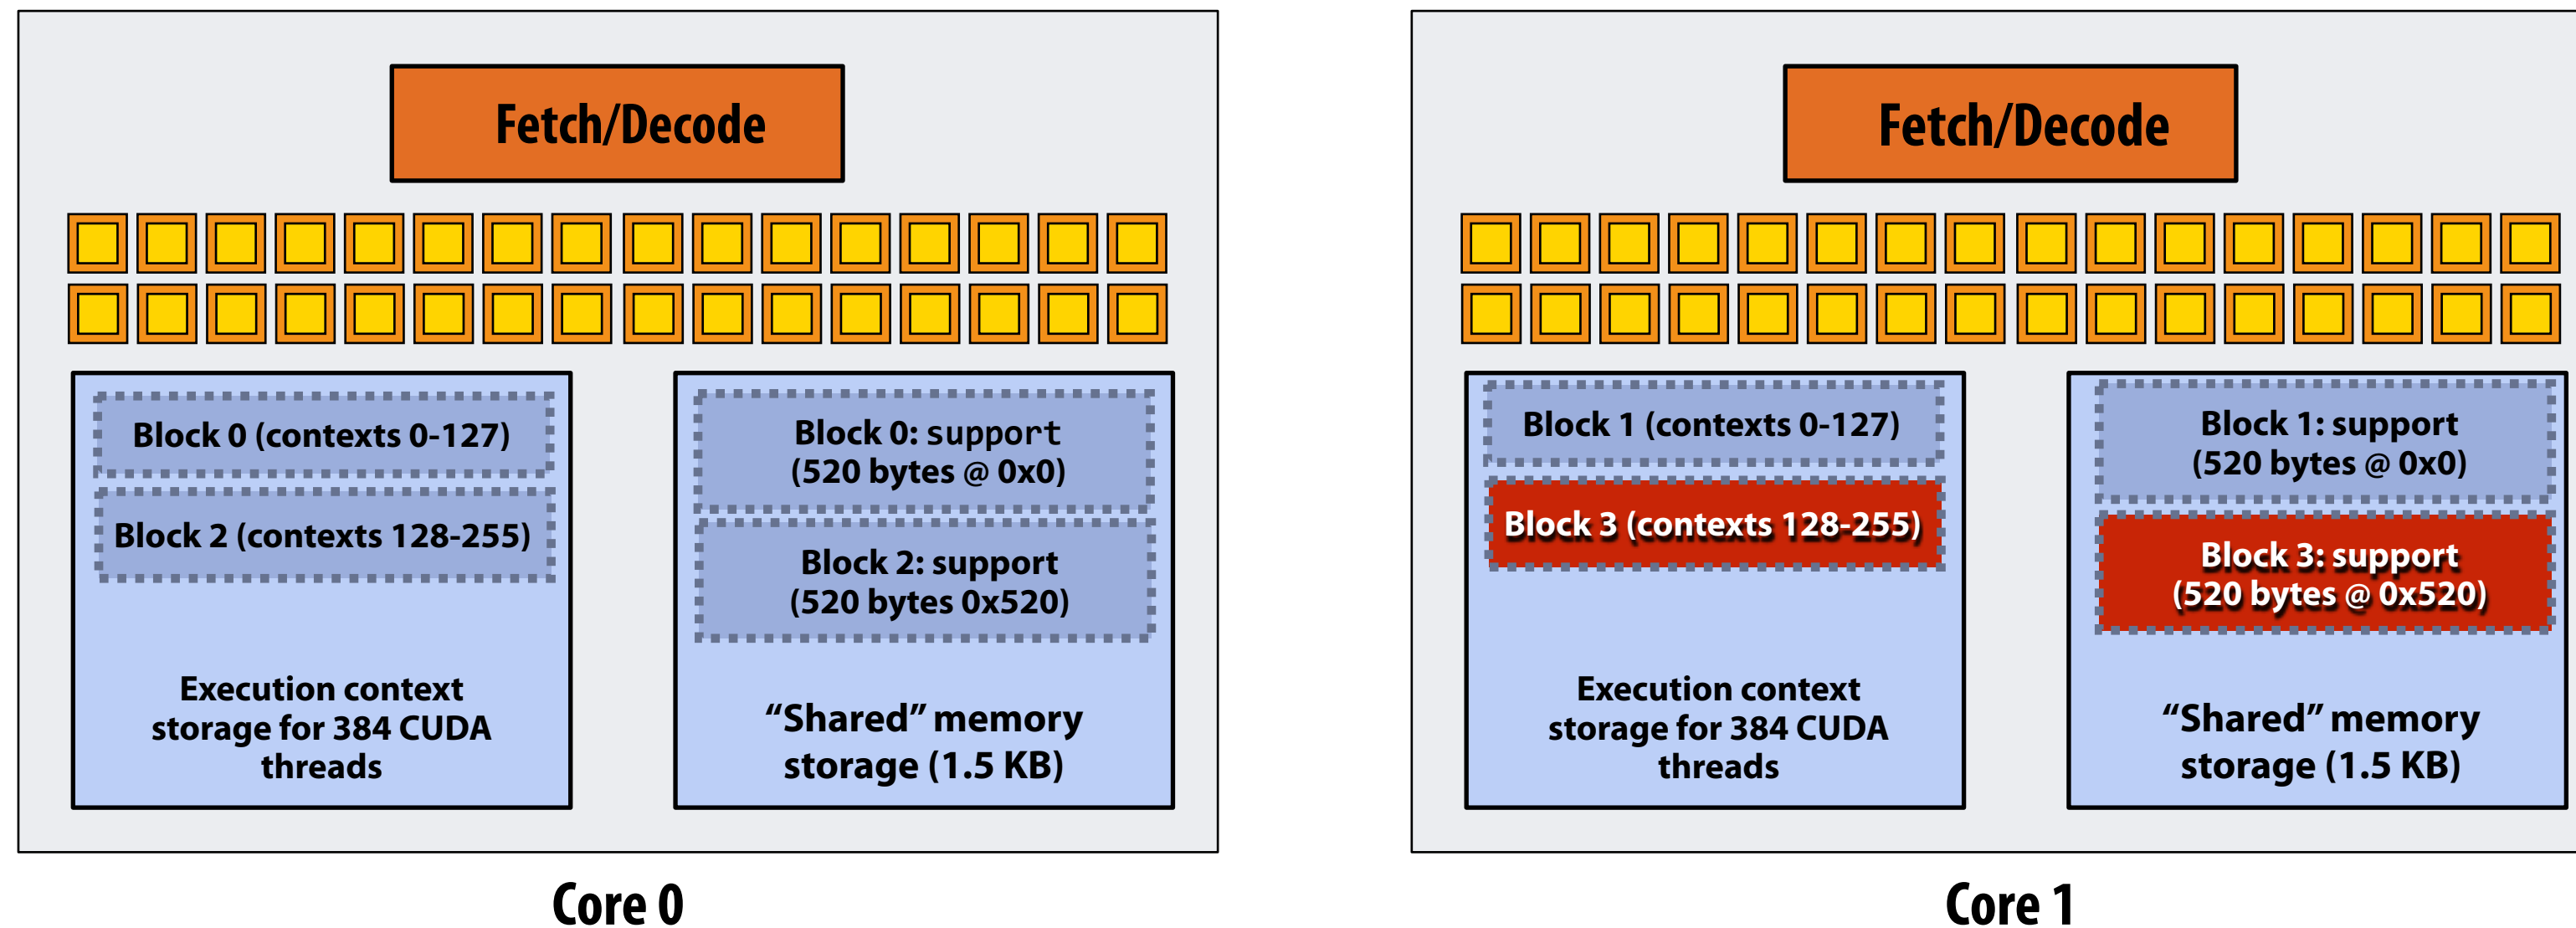 Fetch/Decode
Block 0 (contexts 0-127)
Block 2 (contexts 128-255)
Execution context
storage for 384 CUDA
threads
Block 0: support
(520 bytes @ 0x0)
Block 2: support
(520 bytes 0x520)
“Shared” memory
storage (1.5 KB)
Core 0
Fetch/Decode
Block 1 (contexts 0-127)
Block 3 (contexts 128-255)
Execution context
storage for 384 CUDA
threads
Block 1: support
(520 bytes @ 0x0)
Block 3: support
(520 bytes @ 0x520)
“Shared” memory
storage (1.5 KB)
Core 1